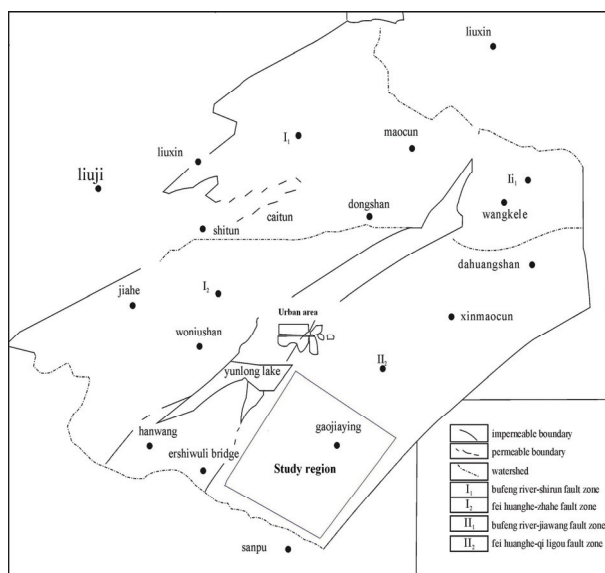 liuxin
I₁
maocun
liuxin
liuji
Ii₁
wangkele
caitun
dongshan
shitun
dahuangshan
jiahe
I₂
Urban area
xinmaocun
woniushan
II₂
yunlong lake
hanwang
gaojiaying
ershiwuli bridge
Study region
sanpu
impermeable boundary
permeable boundary
watershed
I₁ bufeng river-shirun fault zone
I₂ fei huanghe-zhahe fault zone
II₁ bufeng river-jiawang fault zone
II₂ fei huanghe-qi ligou fault zone